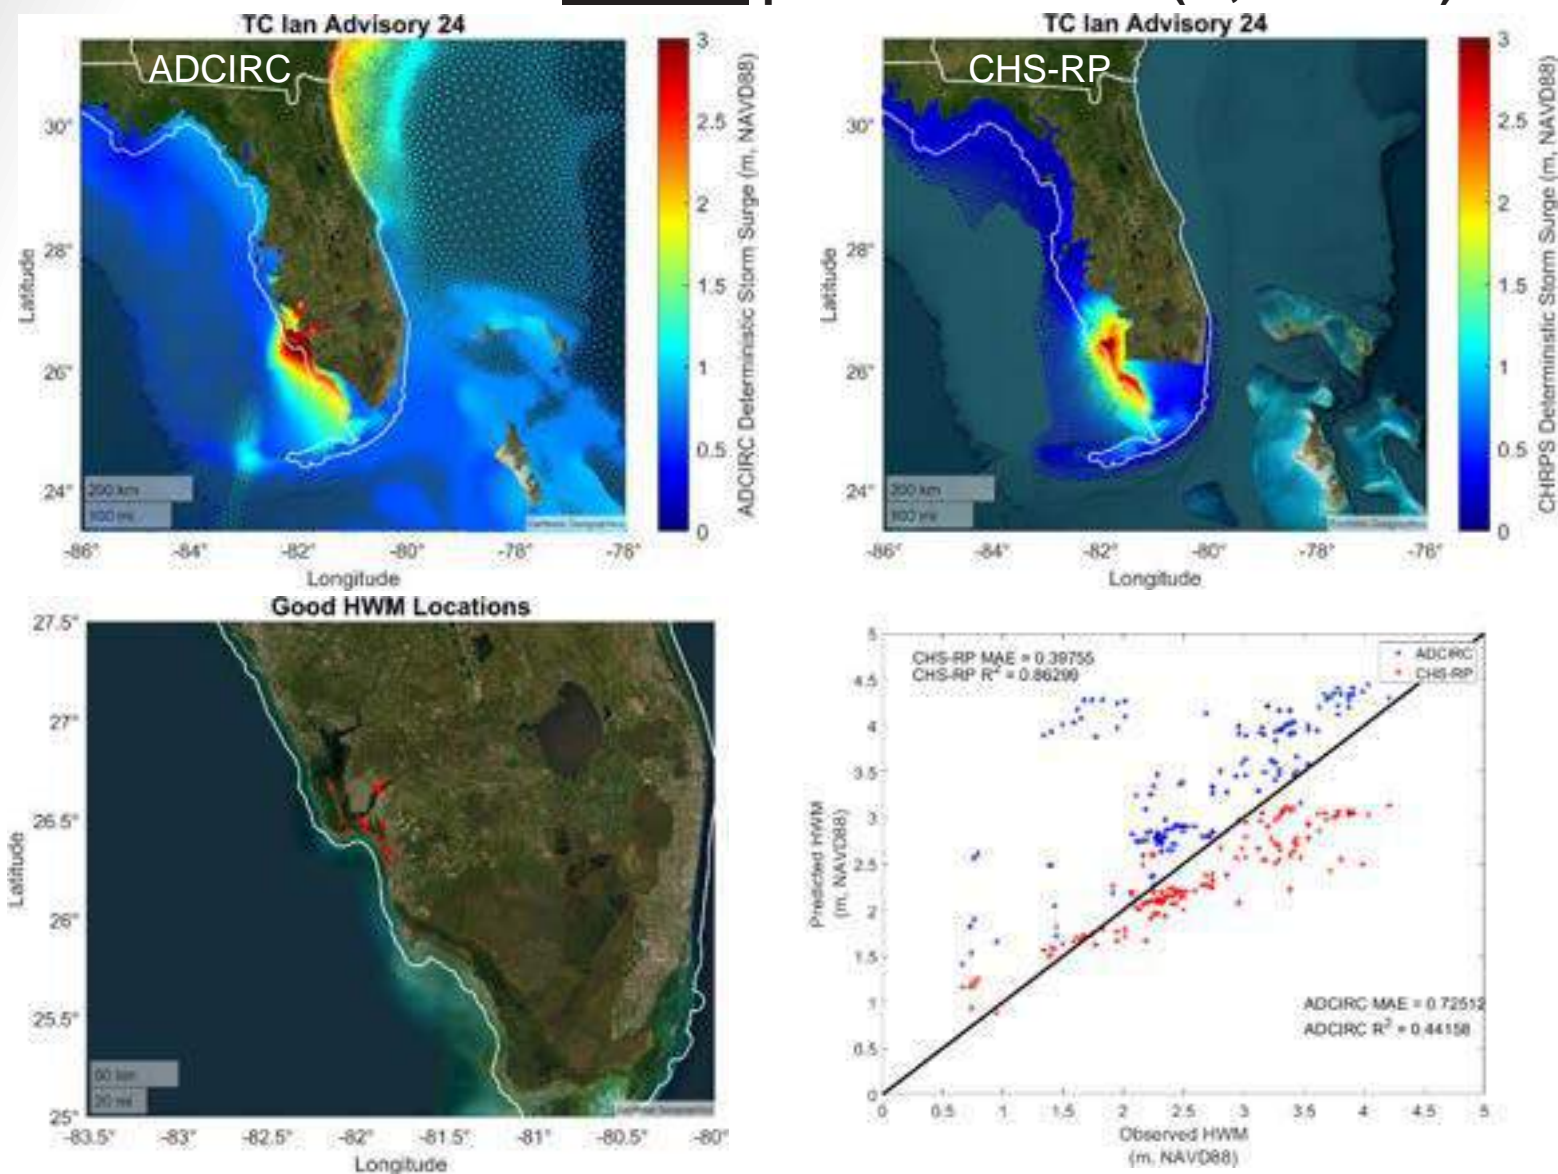 TC Ian Advisory 24
ADCIRC
30°
28°
26°
24°
Latitude
200 km
-86°
-84°
-82°
-80°
-78°
-76°
Longitude
3
2.5
2
1.5
1
0.5
0
ADCIRC Deterministic Storm Surge (m, NAVD88)
TC Ian Advisory 24
CHS-RP
30°
28°
26°
24°
Latitude
200 km
-86°
-84°
-82°
-80°
-78°
-76°
Longitude
3
2.5
2
1.5
1
0.5
0
CHRPS Deterministic Storm Surge (m, NAVD88)
Good HWM Locations
27.5°
27°
26.5°
26°
25.5°
25°
Latitude
20 mi
-83.5°
-83°
-82.5°
-82°
-81.5°
-81°
-80.5°
-80°
Longitude
CHS-RP MAE = 0.39755
CHS-RP R² = 0.86299
ADCIRC
CHS-RP
5
4.5
4
3.5
3
2.5
2
1.5
1
0.5
0
Predicted HWM
(m, NAVD88)
ADCIRC MAE = 0.72512
ADCIRC R² = 0.44158
0
0.5
1
1.5
2
2.5
3
3.5
4
4.5
5
Observed HWM
(m, NAVD88)